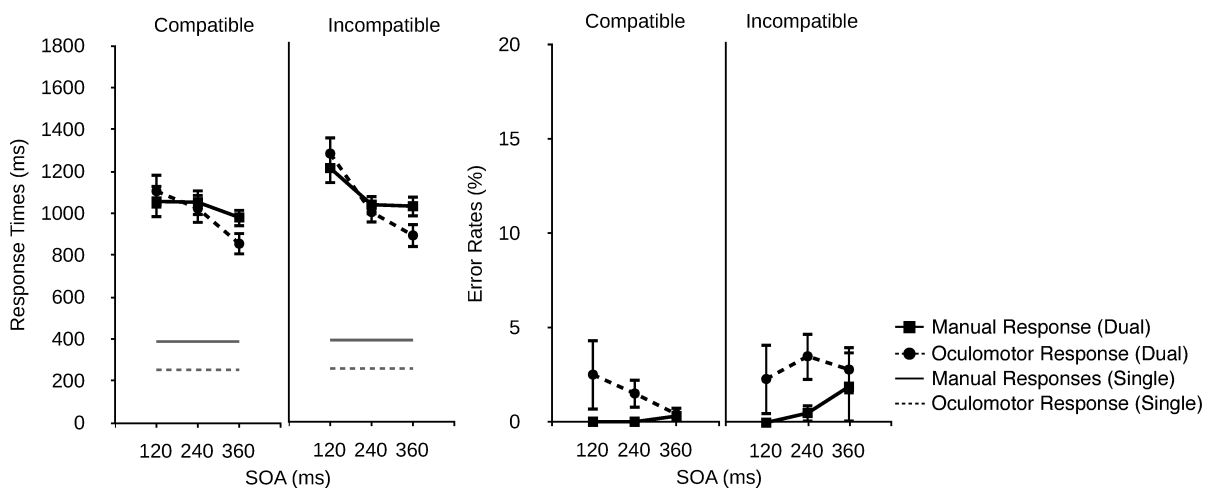 Compatible
Incompatible
Response Times (ms)
1800
1600
1400
1200
1000
800
600
400
200
0
120 240 360
120 240 360
SOA (ms)
Compatible
Incompatible
Error Rates (%)
20
15
10
5
0
120 240 360
120 240 360
SOA (ms)
Manual Response (Dual)
Oculomotor Response (Dual)
Manual Responses (Single)
Oculomotor Response (Single)